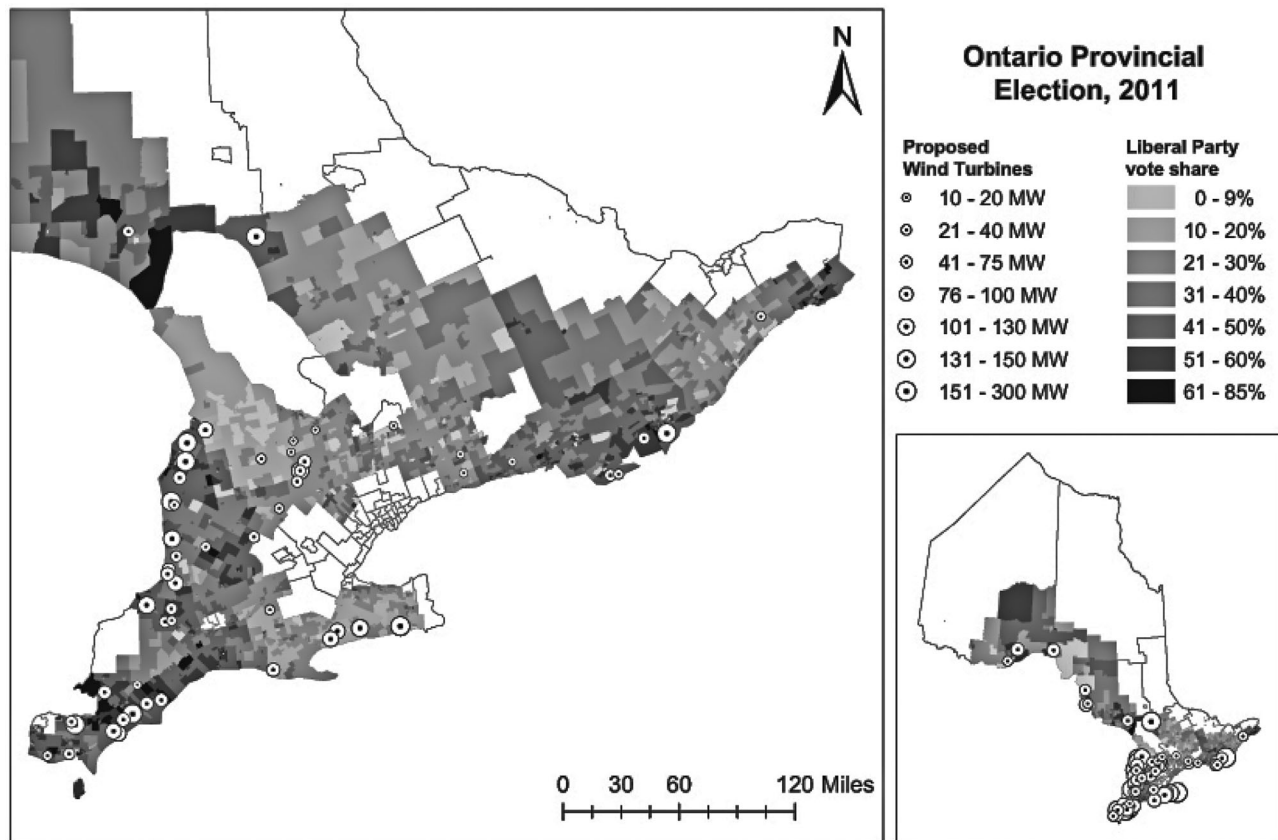 N
Ontario Provincial
Election, 2011
Proposed
Wind Turbines
10 - 20 MW
21 - 40 MW
41 - 75 MW
76 - 100 MW
101 - 130 MW
131 - 150 MW
151 - 300 MW
Liberal Party
vote share
0 - 9%
10 - 20%
21 - 30%
31 - 40%
41 - 50%
51 - 60%
61 - 85%
0 30 60 120 Miles